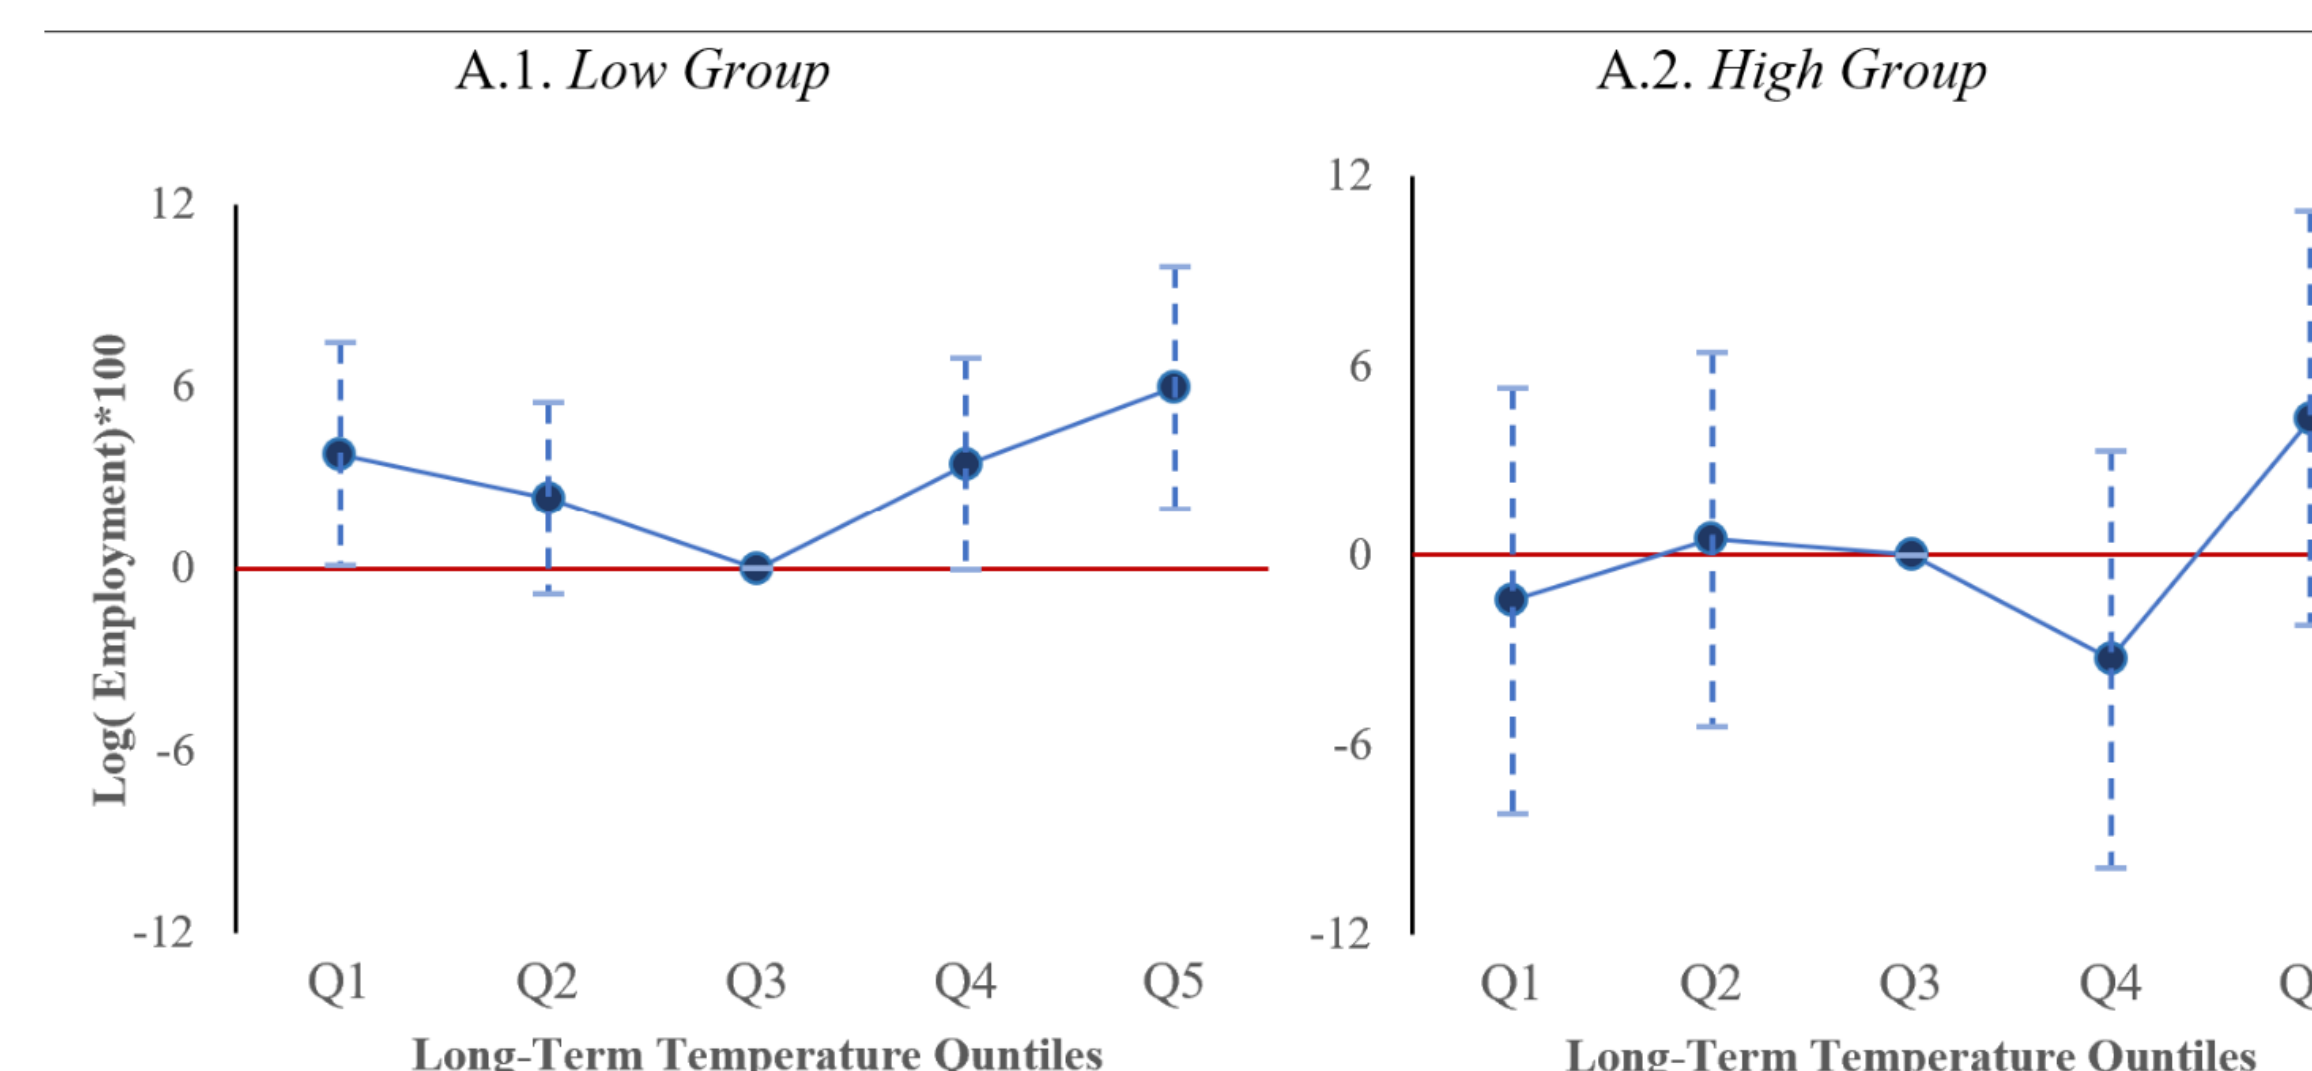 A.1. Low Group
12
6
0
-6
-12
Log( Employment)*100
Q1 Q2 Q3 Q4 Q5
Long-Term Temperature Quntiles
A.2. High Group
12
6
0
-6
-12
Q1 Q2 Q3 Q4 Q
Long-Term Temperature Quntiles